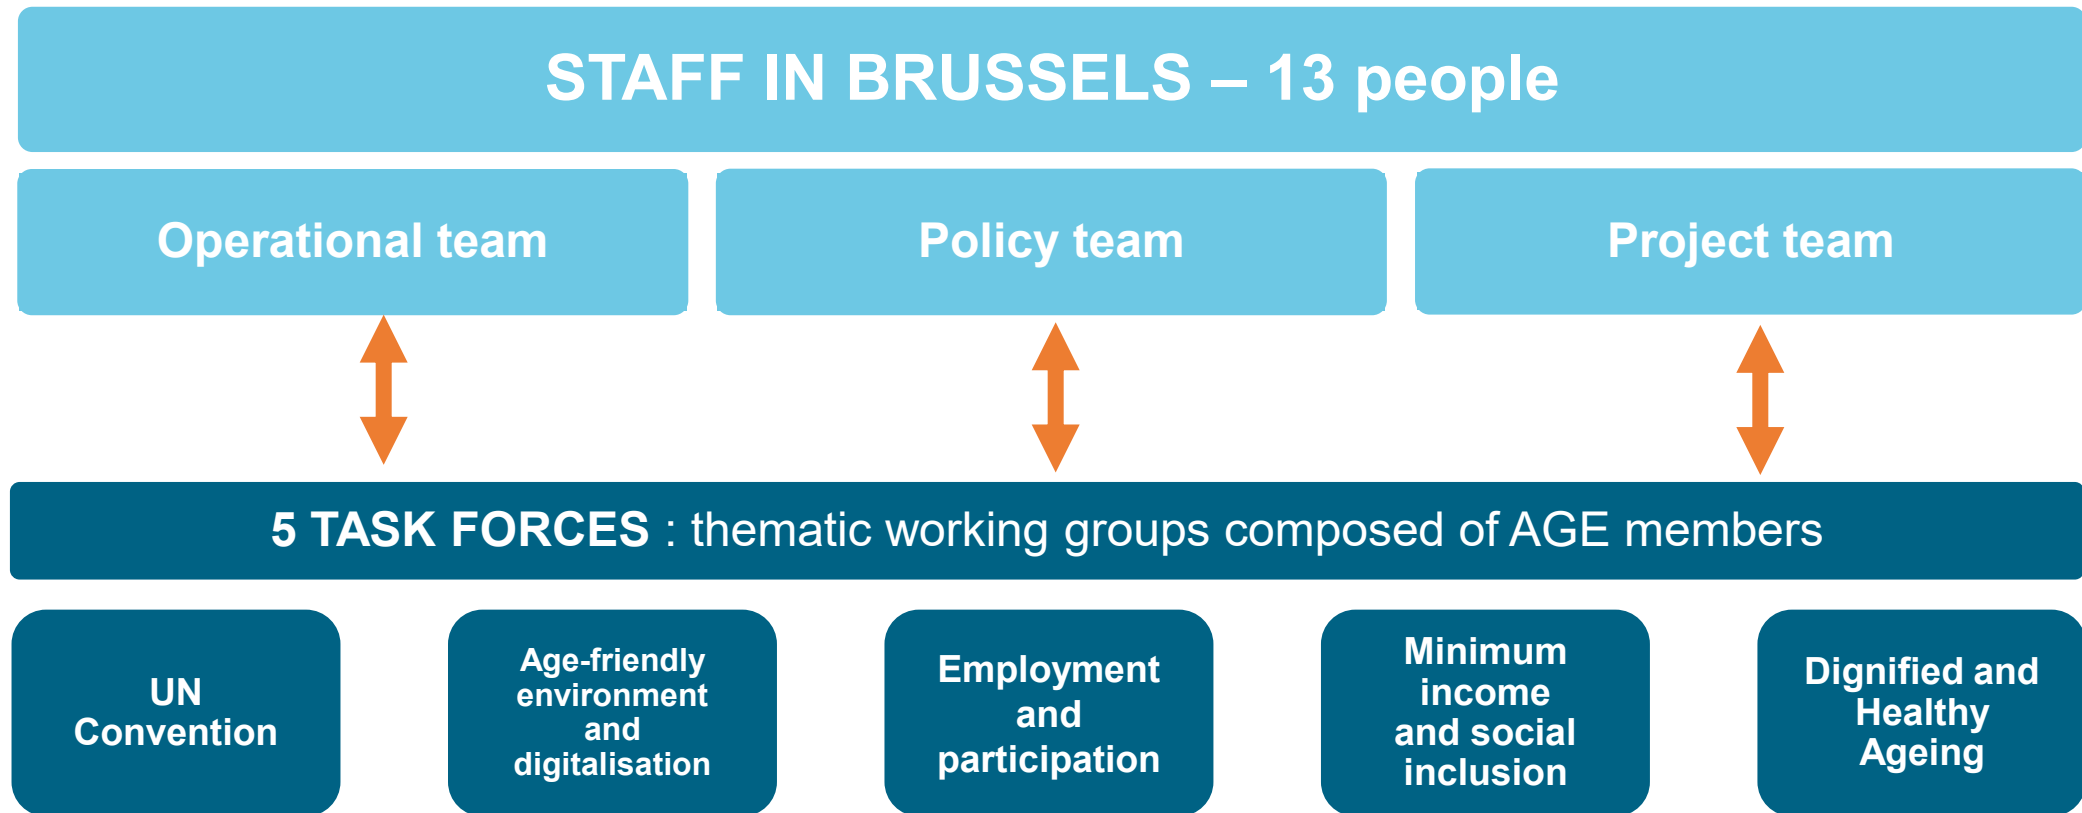 STAFF IN BRUSSELS – 13 people
Operational team
Policy team
Project team
5 TASK FORCES : thematic working groups composed of AGE members
UN
Convention
Age-friendly
environment
and
digitalisation
Employment
and
participation
Minimum
income
and social
inclusion
Dignified and
Healthy
Ageing